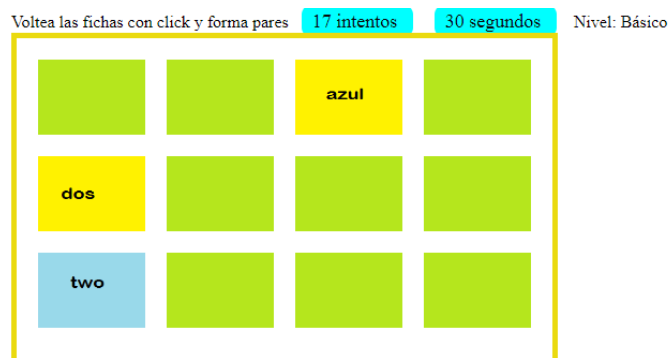 Voltea las fichas con click y forma pares 17 intentos 30 segundos Nivel: Básico
azul
dos
two